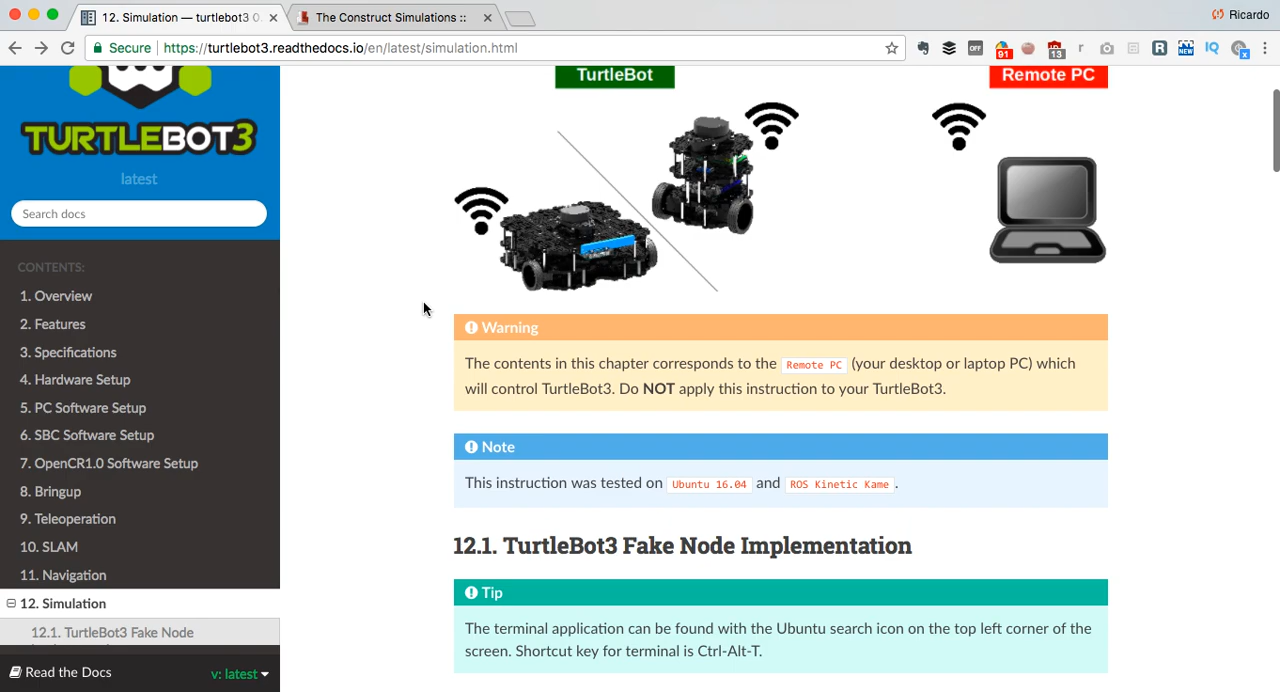 12. Simulation — turtlebot3 0.
The Construct Simulations ::
Ricardo
Secure
https://turtlebot3.readthedocs.io/en/latest/simulation.html
OFF
91
13
r
R
NEW
IQ
x
TURTLEBOT3
latest
Search docs
CONTENTS:
1. Overview
2. Features
3. Specifications
4. Hardware Setup
5. PC Software Setup
6. SBC Software Setup
7. OpenCR1.0 Software Setup
8. Bringup
9. Teleoperation
10. SLAM
11. Navigation
12. Simulation
12.1. TurtleBot3 Fake Node
Read the Docs
v: latest
TurtleBot
Remote PC
Warning
The contents in this chapter corresponds to the Remote PC (your desktop or laptop PC) which
will control TurtleBot3. Do NOT apply this instruction to your TurtleBot3.
Note
This instruction was tested on Ubuntu 16.04 and ROS Kinetic Kame.
12.1. TurtleBot3 Fake Node Implementation
Tip
The terminal application can be found with the Ubuntu search icon on the top left corner of the
screen. Shortcut key for terminal is Ctrl-Alt-T.